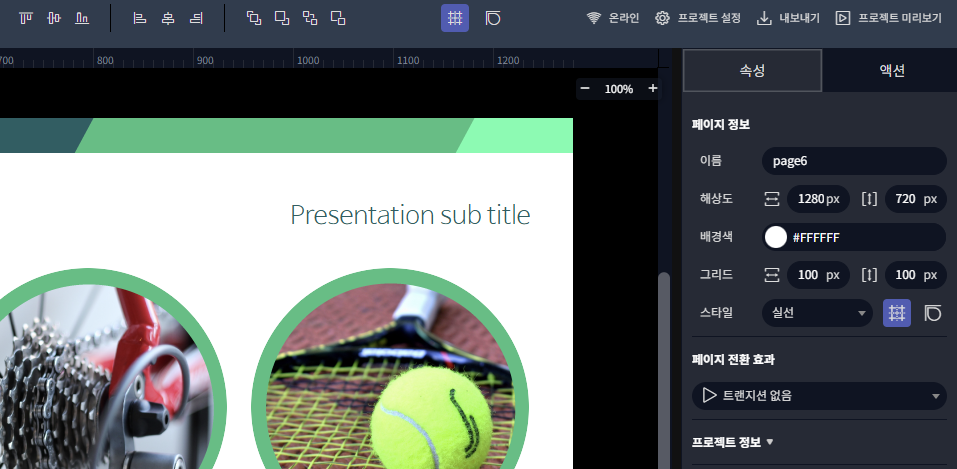 온라인
프로젝트 설정
내보내기
프로젝트 미리보기
700 800 900 1000 1100 1200
− 100% +
속성
액션
페이지 정보
이름 page6
해상도 1280 px 720 px
배경색 #FFFFFF
그리드 100 px 100 px
스타일 실선
페이지 전환 효과
트랜지션 없음
프로젝트 정보
Presentation sub title
Babolat